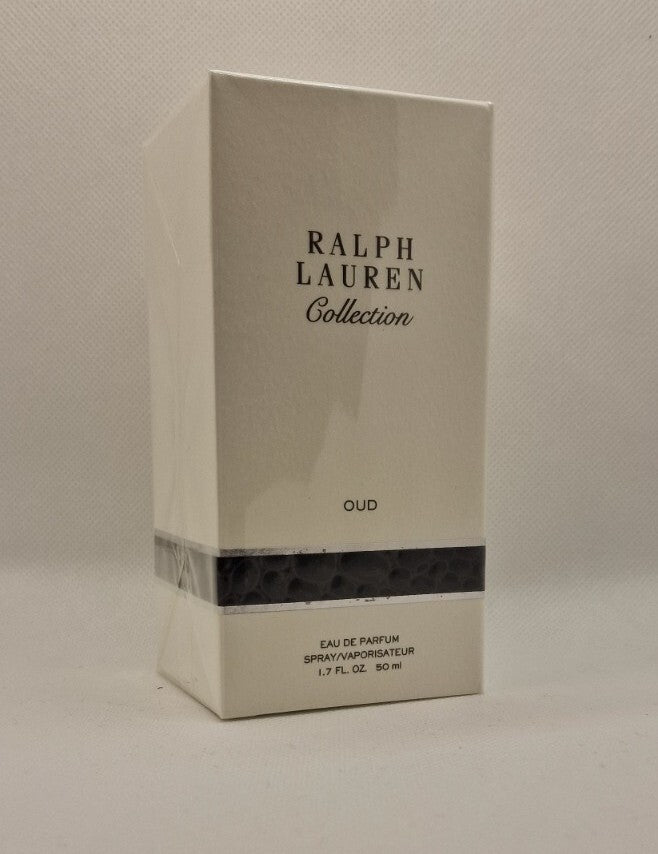 RALPH
LAUREN
Collection
OUD
EAU DE PARFUM
SPRAY/VAPORISATEUR
1.7 FL. OZ. 50 ml